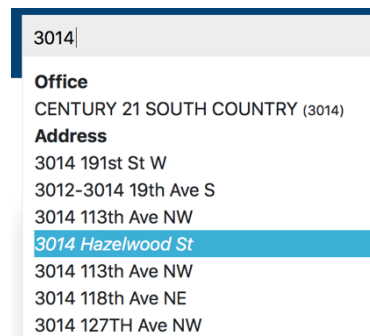 3014
Office
CENTURY 21 SOUTH COUNTRY (3014)
Address
3014 191st St W
3012-3014 19th Ave S
3014 113th Ave NW
3014 Hazelwood St
3014 113th Ave NW
3014 118th Ave NE
3014 127TH Ave NW